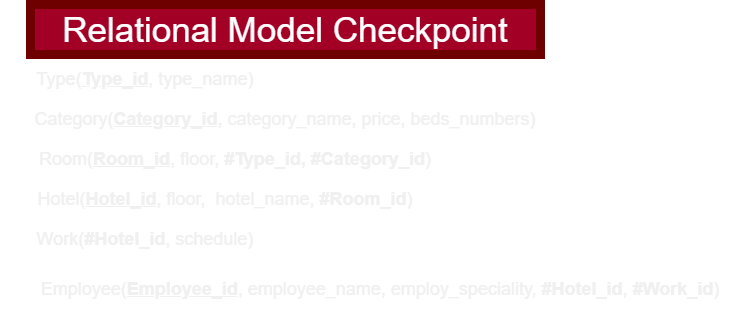 Relational Model Checkpoint
Type(Type_id, type_name)
Category(Category_id, category_name, price, beds_numbers)
Room(Room_id, floor, #Type_id, #Category_id)
Hotel(Hotel_id, floor, hotel_name, #Room_id)
Work(#Hotel_id, schedule)
Employee(Employee_id, employee_name, employ_speciality, #Hotel_id, #Work_id)